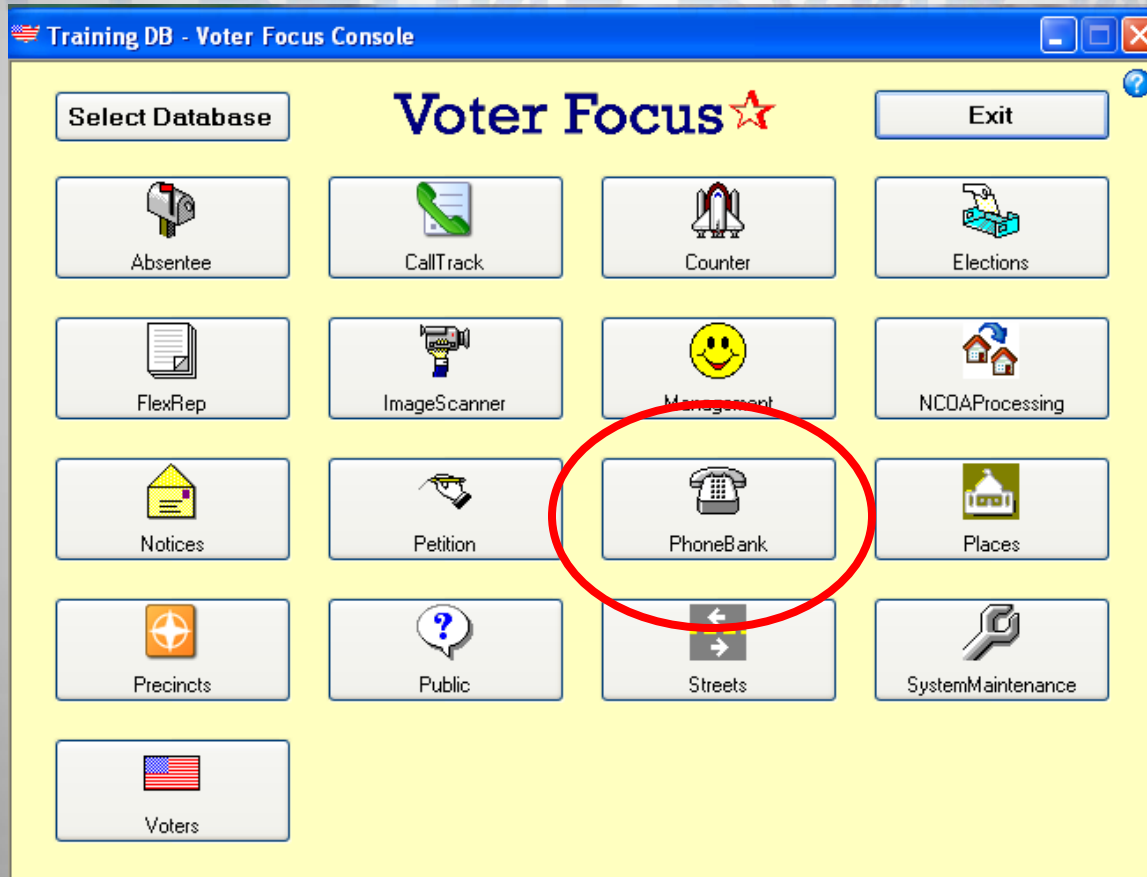 Training DB - Voter Focus Console
Select Database
Voter Focus
Exit
?
Absentee
CallTrack
Counter
Elections
FlexRep
ImageScanner
Management
NCOAProcessing
Notices
Petition
PhoneBank
Places
?
Precincts
Public
Streets
SystemMaintenance
Voters